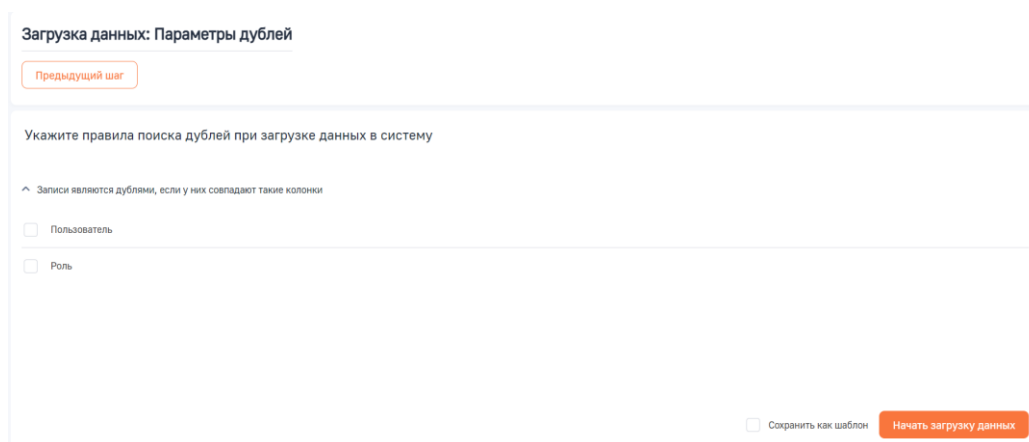 Загрузка данных: Параметры дублей
Предыдущий шаг
Укажите правила поиска дублей при загрузке данных в систему
Записи являются дублями, если у них совпадают такие колонки
Пользователь
Роль
Сохранить как шаблон
Начать загрузку данных